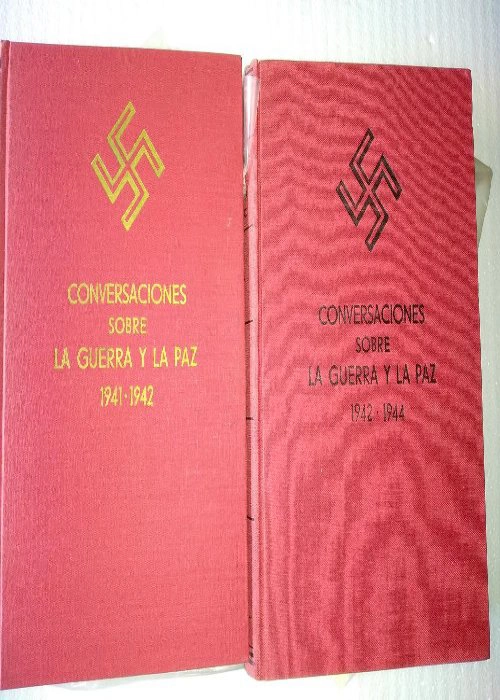 CONVERSACIONES
SOBRE
LA GUERRA Y LA PAZ
1941 · 1942
CONVERSACIONES
SOBRE
LA GUERRA Y LA PAZ
1942 · 1944